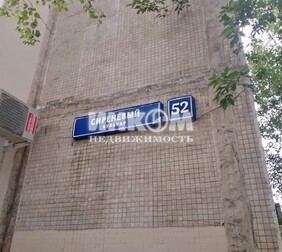 СИРЕНЕВЫЙ
БУЛЬВАР
52
ИНКОМ
НЕДВИЖИМОСТЬ